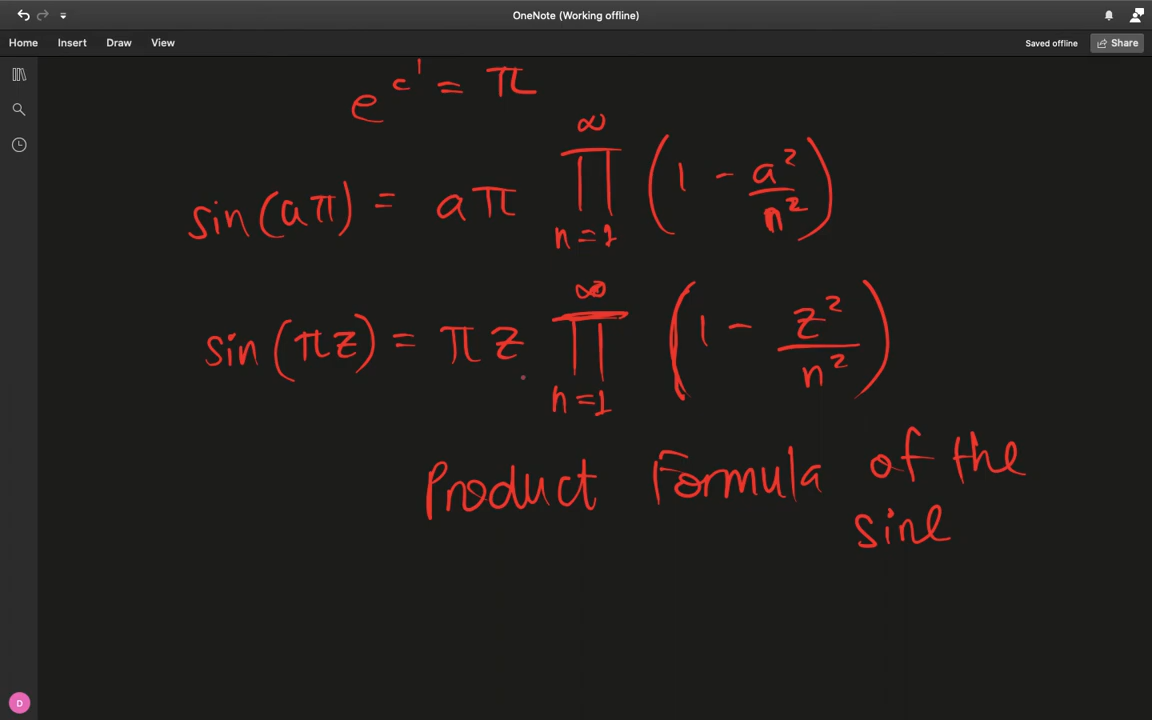 OneNote (Working offline)
Home Insert Draw View Saved offline Share
e^{c'} = π
sin(aπ) = aπ ∏_{n=1}^{∞} (1 - a²/n²)
sin(πz) = πz ∏_{n=1}^{∞} (1 - z²/n²)
Product Formula of the
sine
D